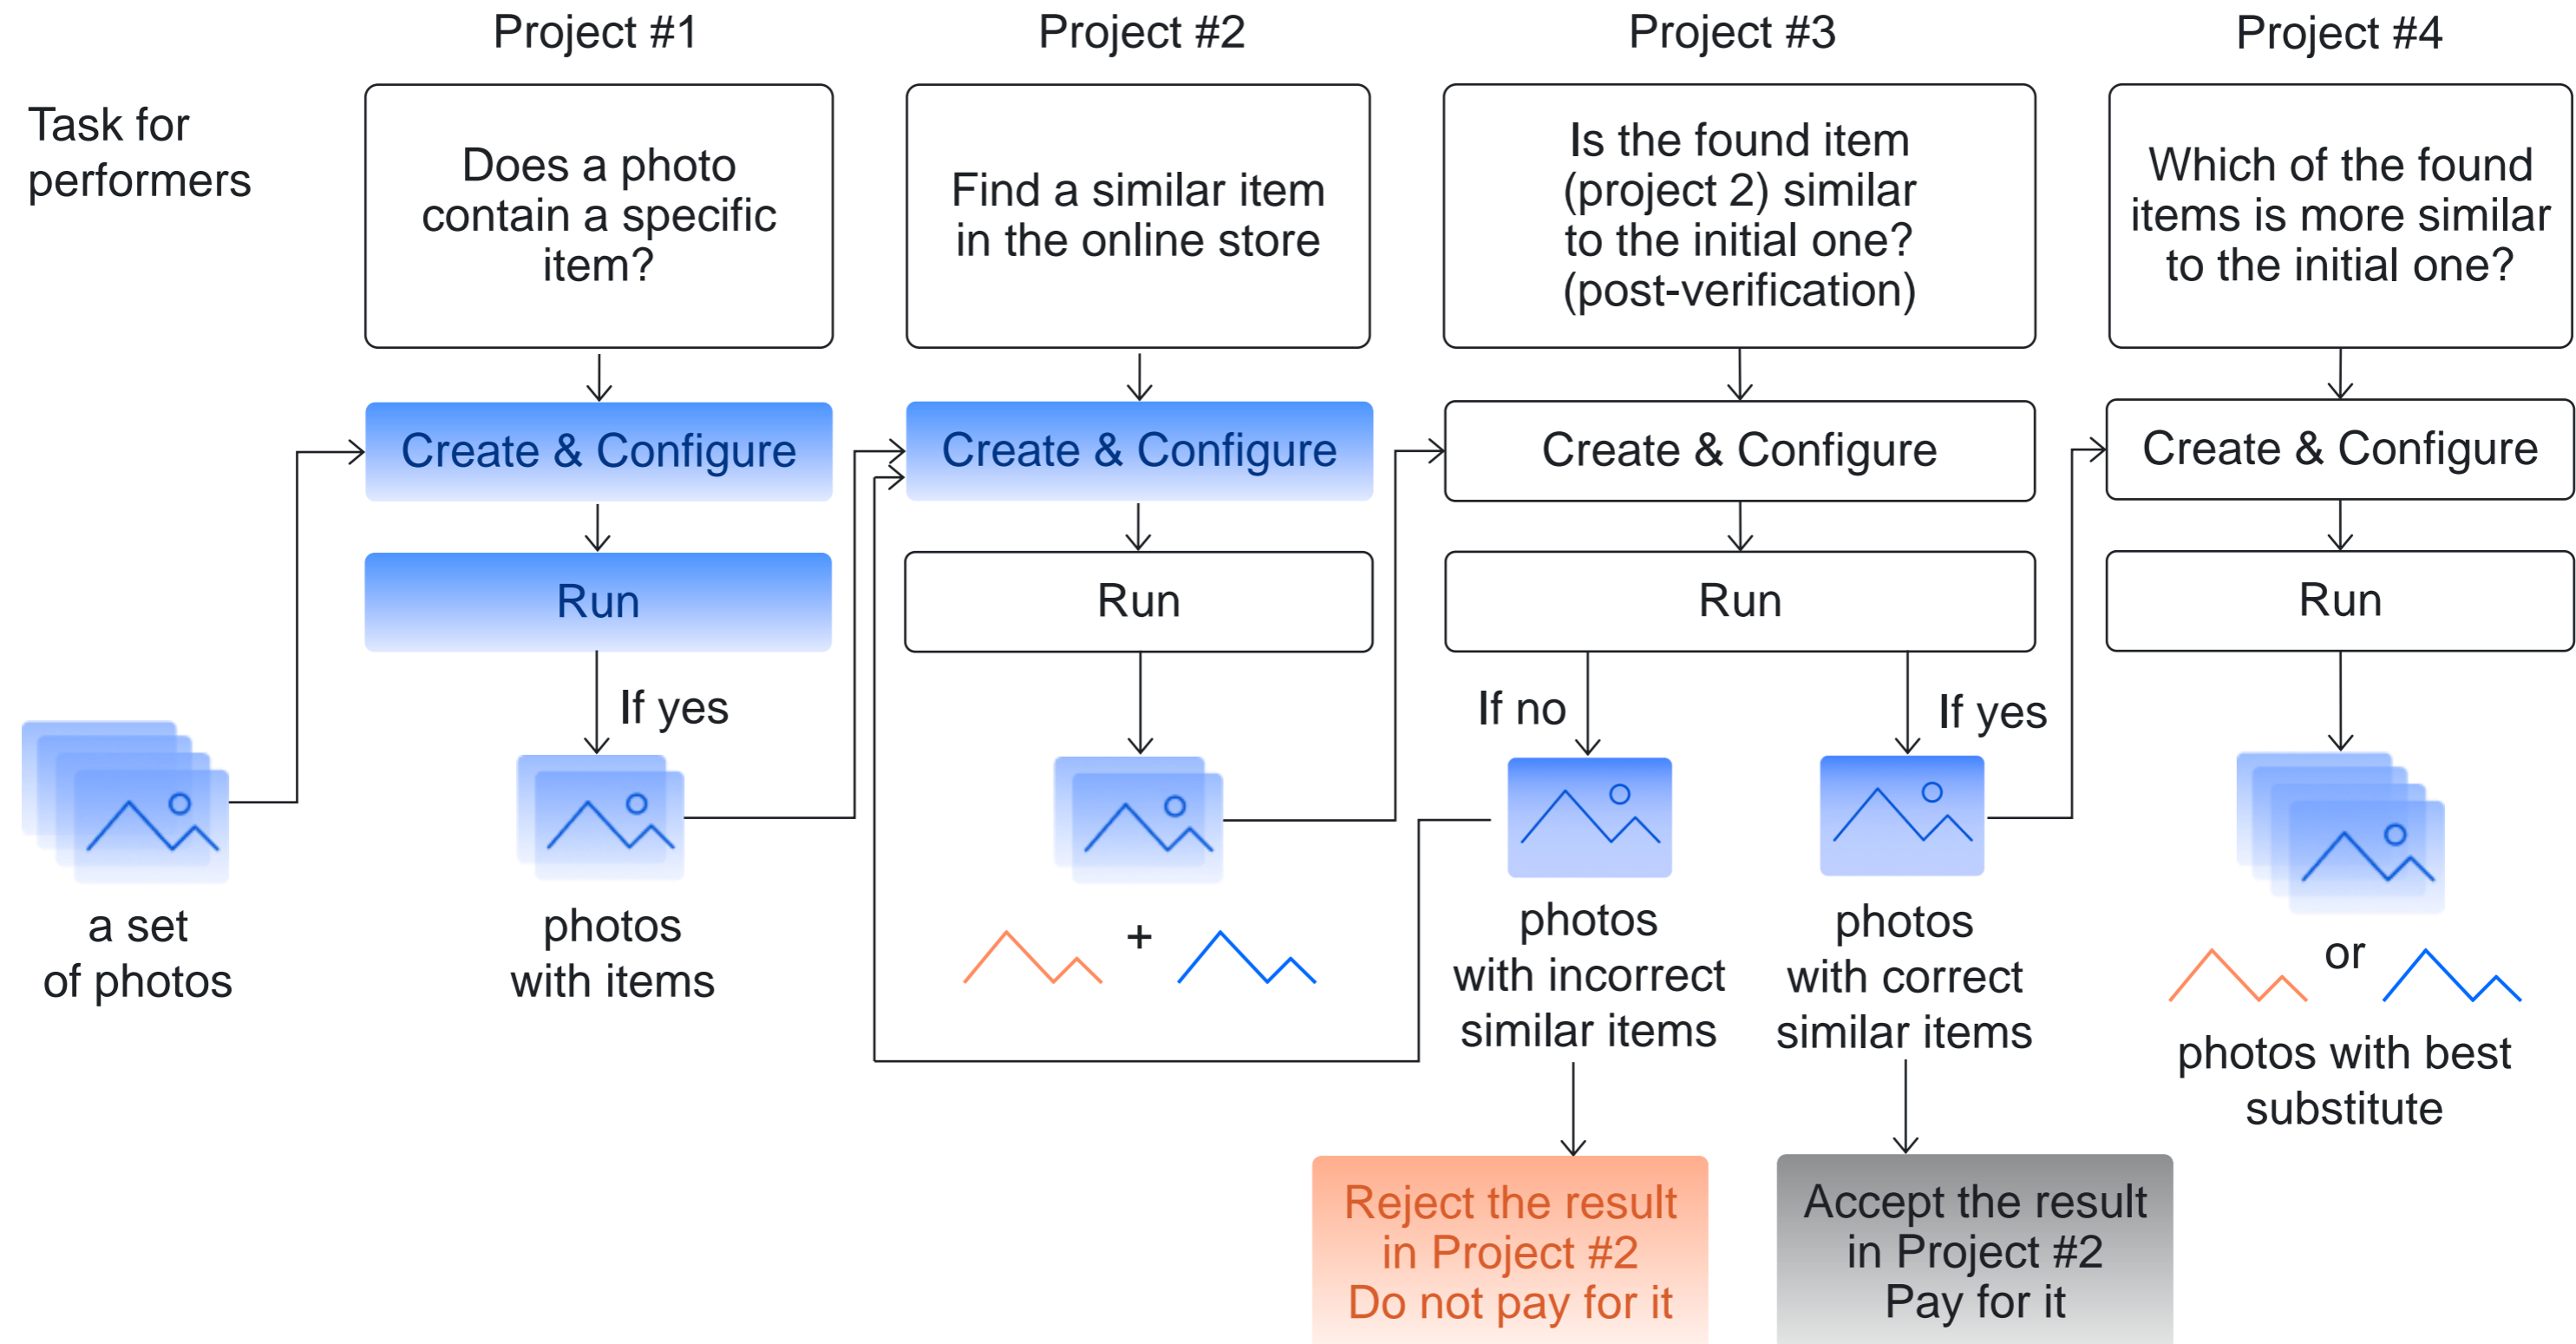 Project #1
Project #2
Project #3
Project #4
Task for
performers
Does a photo
contain a specific
item?
Find a similar item
in the online store
Is the found item
(project 2) similar
to the initial one?
(post-verification)
Which of the found
items is more similar
to the initial one?
Create & Configure
Create & Configure
Create & Configure
Create & Configure
Run
Run
Run
Run
If yes
If no
If yes
a set
of photos
photos
with items
+
photos
with incorrect
similar items
photos
with correct
similar items
or
photos with best
substitute
Reject the result
in Project #2
Do not pay for it
Accept the result
in Project #2
Pay for it